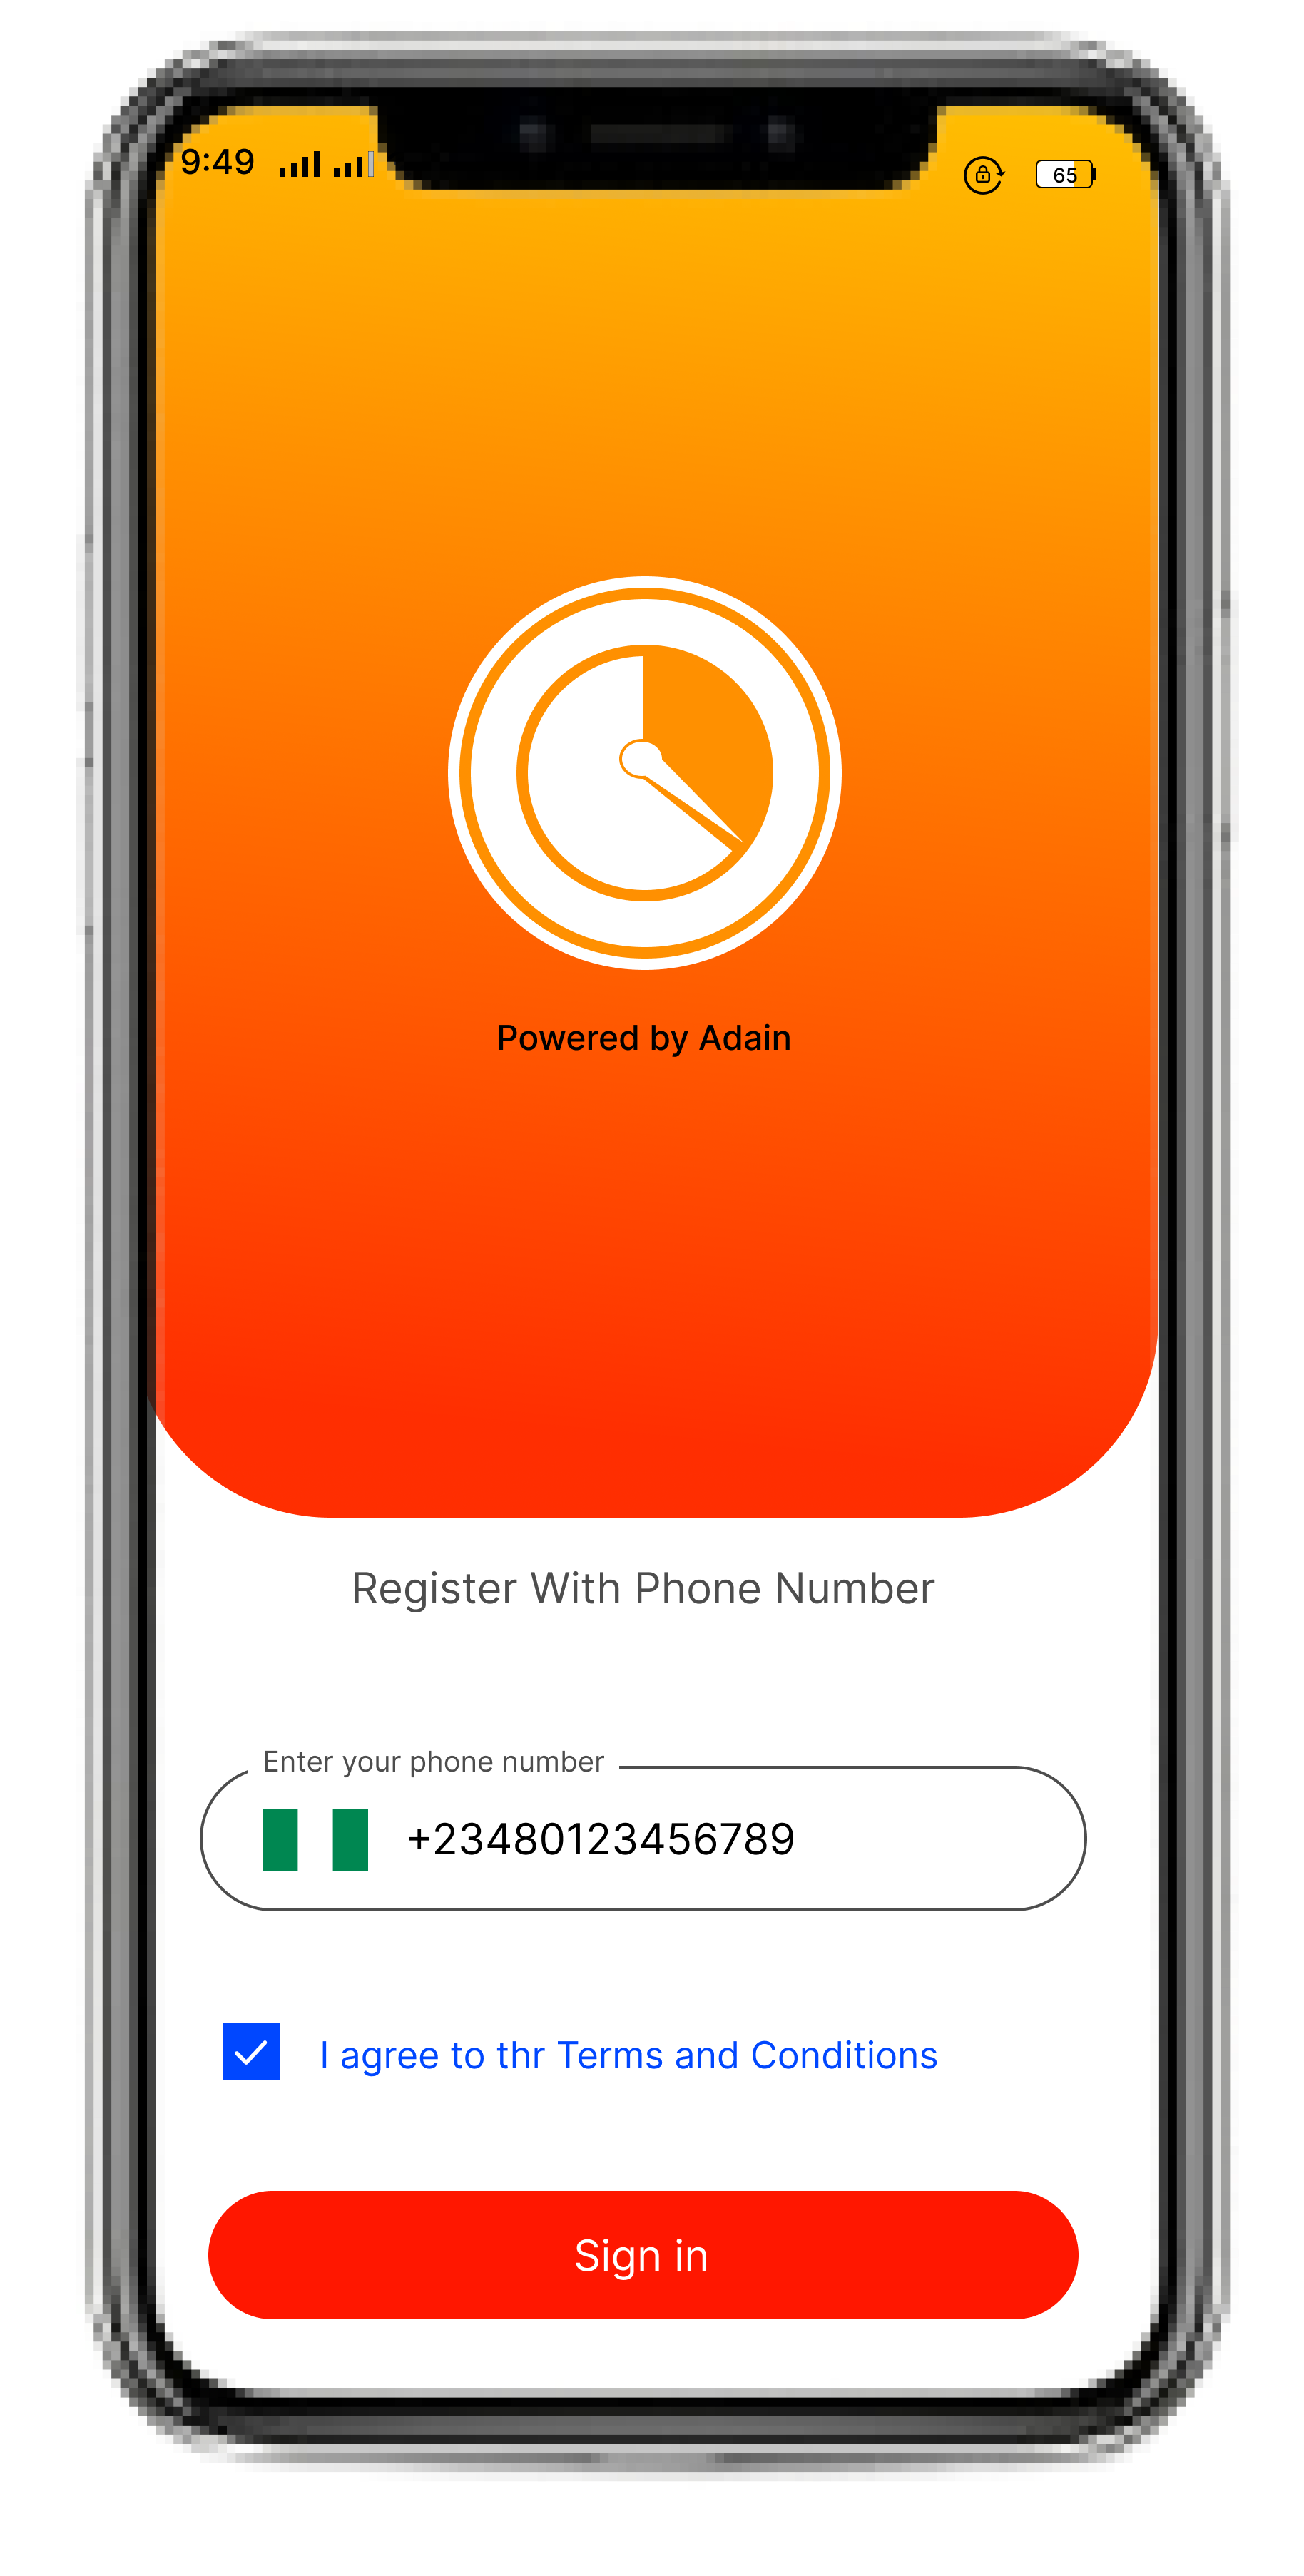 9:49
65
Powered by Adain
Register With Phone Number
Enter your phone number
+23480123456789
I agree to thr Terms and Conditions
Sign in